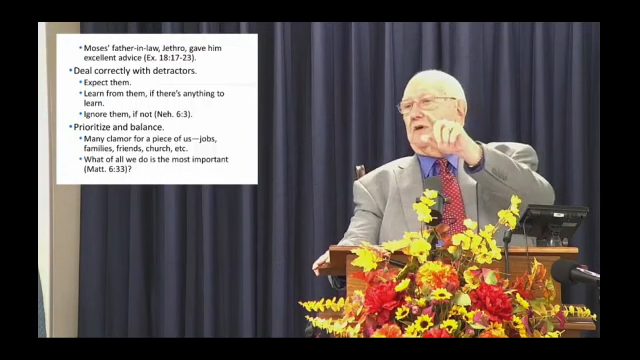 • Moses' father-in-law, Jethro, gave him
excellent advice (Ex. 18:17-23).
• Deal correctly with detractors.
• Expect them.
• Learn from them, if there's anything to
learn.
• Ignore them, if not (Neh. 6:3).
• Prioritize and balance.
• Many clamor for a piece of us—jobs,
families, friends, church, etc.
• What of all we do is the most important
(Matt. 6:33)?